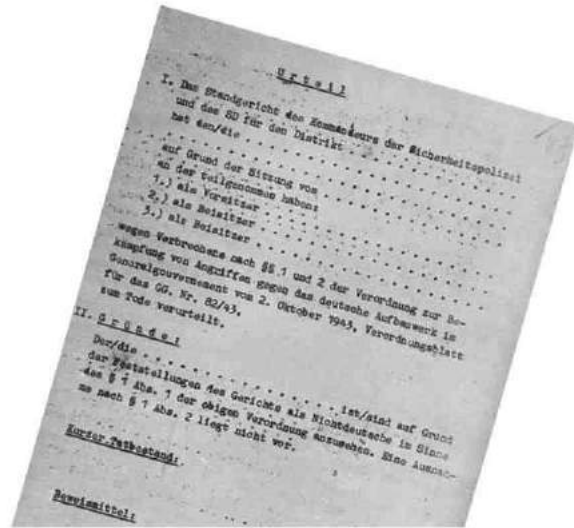 Urteil
I. Das Standgericht des Kommandeurs der Sicherheitspolizei
und des SD für den Distrikt . . . . . . . . . . . . . .
hat den/die . . . . . . . . . . . . . . . . . . . .
. . . . . . . . . . . . . . . . . . . . . . . .
auf Grund der Sitzung vom . . . . . . . . . . . . . .
an der teilgenommen haben:
1.) als Vorsitzer . . . . . . . . . . . . . . . .
2.) als Beisitzer . . . . . . . . . . . . . . . .
3.) als Beisitzer . . . . . . . . . . . . . . . .
wegen Verbrechens nach §§ 1 und 2 der Verordnung zur Be-
kämpfung von Angriffen gegen das deutsche Aufbauwerk im
Generalgouvernement vom 2. Oktober 1943, Verordnungsblatt
für das GG. Nr. 82/43,
zum Tode verurteilt.
II. Gründe:
Der/die . . . . . . . . . . . . . . . ist/sind auf Grund
der Feststellungen des Gerichts als Nichtdeutsche im Sinne
des § 1 Abs. 1 der obigen Verordnung anzusehen. Eine Ausnah-
me nach § 1 Abs. 2 liegt nicht vor.
Kurzer Tatbestand:
Beweismittel: